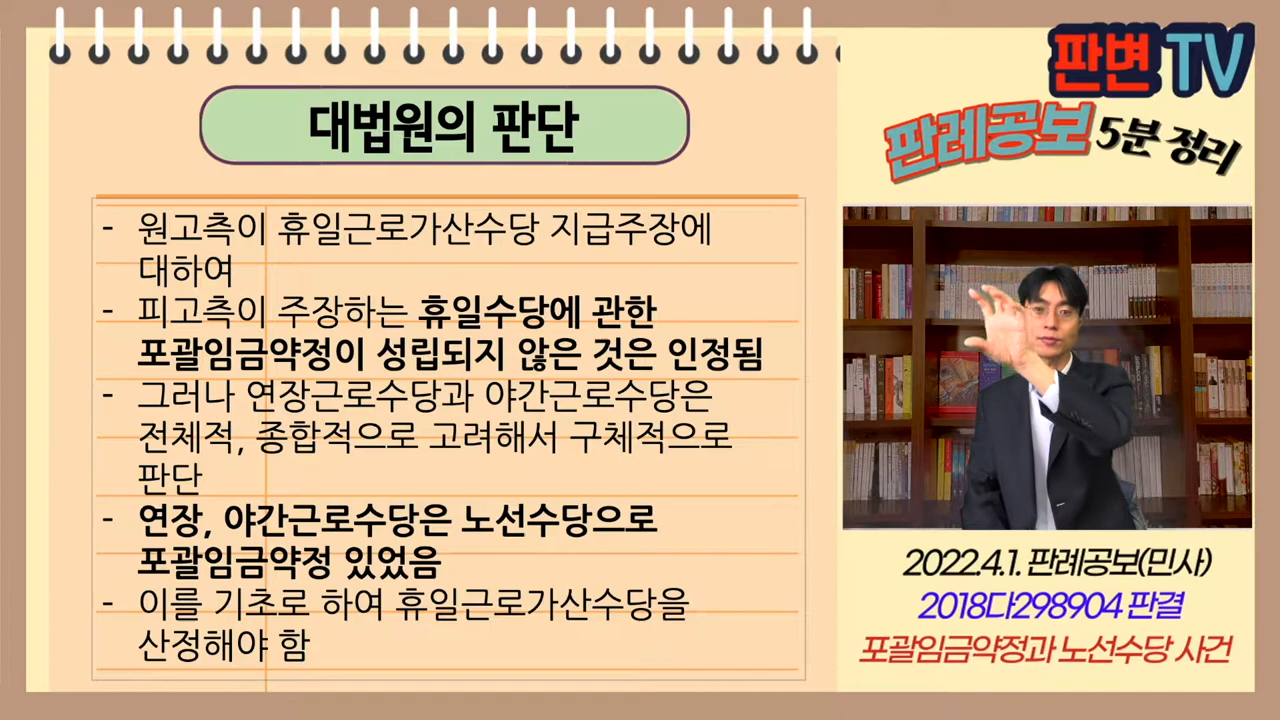 대법원의 판단
- 원고측이 휴일근로가산수당 지급주장에
대하여
- 피고측이 주장하는 휴일수당에 관한
포괄임금약정이 성립되지 않은 것은 인정됨
- 그러나 연장근로수당과 야간근로수당은
전체적, 종합적으로 고려해서 구체적으로
판단
- 연장, 야간근로수당은 노선수당으로
포괄임금약정 있었음
- 이를 기초로 하여 휴일근로가산수당을
산정해야 함
판변 TV
판례공보 5분 정리
2022.4.1. 판례공보(민사)
2018다298904 판결
포괄임금약정과 노선수당 사건